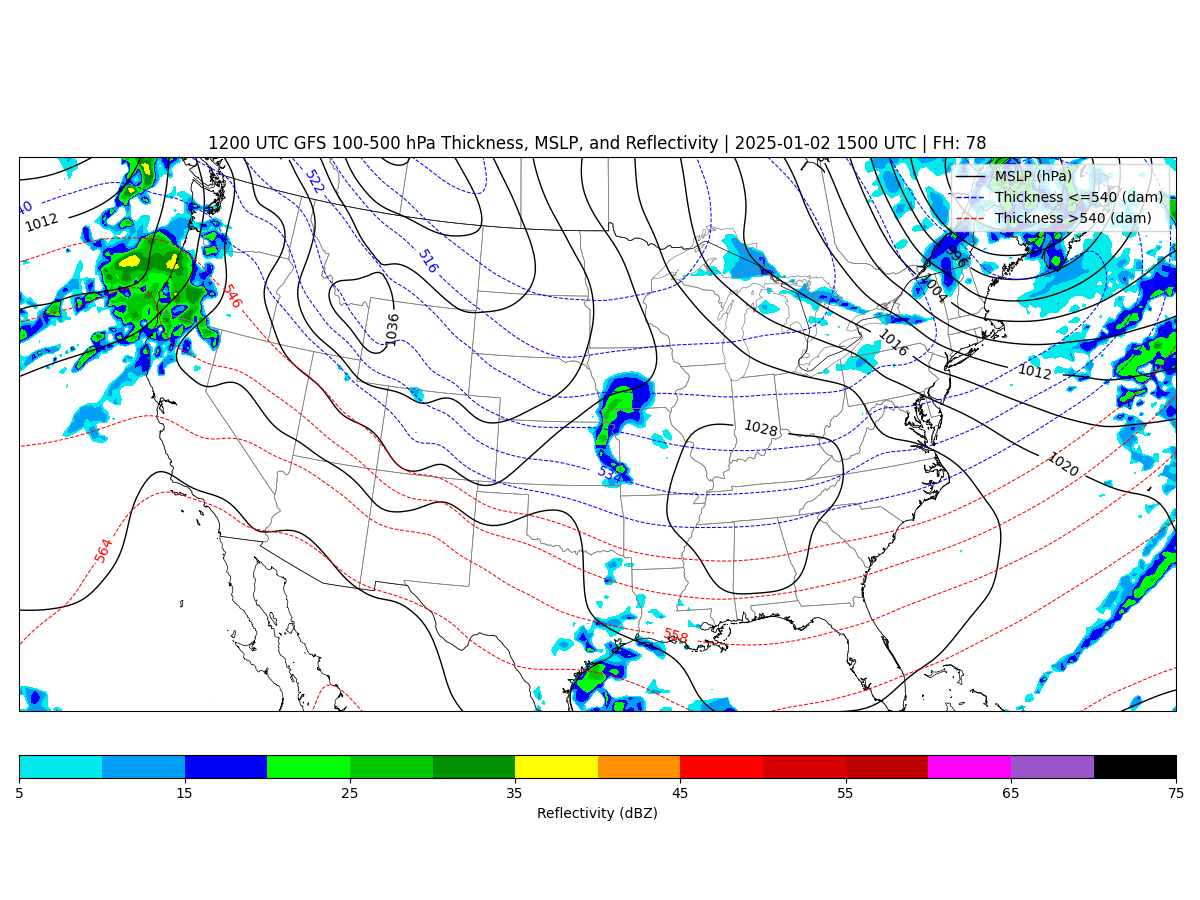 1200 UTC GFS 100-500 hPa Thickness, MSLP, and Reflectivity | 2025-01-02 1500 UTC | FH: 78
MSLP (hPa)
Thickness <=540 (dam)
Thickness >540 (dam)
522
40
1012
516
996
546
1004
1036
1016
1012
1028
1020
534
564
558
5 15 25 35 45 55 65 75
Reflectivity (dBZ)